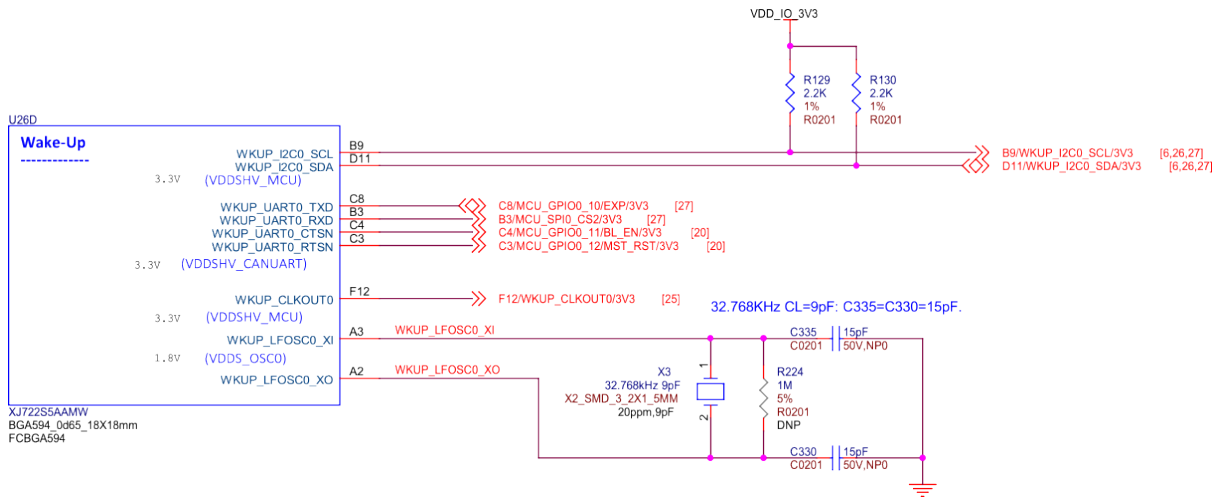 VDD_IO_3V3
R129
2.2K
1%
R0201
R130
2.2K
1%
R0201
U26D
Wake-Up
-------------
WKUP_I2C0_SCL
B9
B9/WKUP_I2C0_SCL/3V3 [6,26,27]
WKUP_I2C0_SDA
D11
D11/WKUP_I2C0_SDA/3V3 [6,26,27]
3.3V (VDDSHV_MCU)
WKUP_UART0_TXD
C8
C8/MCU_GPIO0_10/EXP/3V3 [27]
WKUP_UART0_RXD
B3
B3/MCU_SPI0_CS2/3V3 [27]
WKUP_UART0_CTSN
C4
C4/MCU_GPIO0_11/BL_EN/3V3 [20]
WKUP_UART0_RTSN
C3
C3/MCU_GPIO0_12/MST_RST/3V3 [20]
3.3V (VDDSHV_CANUART)
WKUP_CLKOUT0
F12
F12/WKUP_CLKOUT0/3V3 [25]
3.3V (VDDSHV_MCU)
32.768KHz CL=9pF: C335=C330=15pF.
WKUP_LFOSC0_XI
A3
WKUP_LFOSC0_XI
1.8V (VDDS_OSC0)
WKUP_LFOSC0_XO
A2
WKUP_LFOSC0_XO
C335
15pF
C0201
50V,NP0
X3
32.768kHz 9pF
X2_SMD_3_2X1_5MM
20ppm,9pF
1
2
R224
1M
5%
R0201
DNP
C330
15pF
C0201
50V,NP0
XJ722S5AAMW
BGA594_0d65_18X18mm
FCBGA594